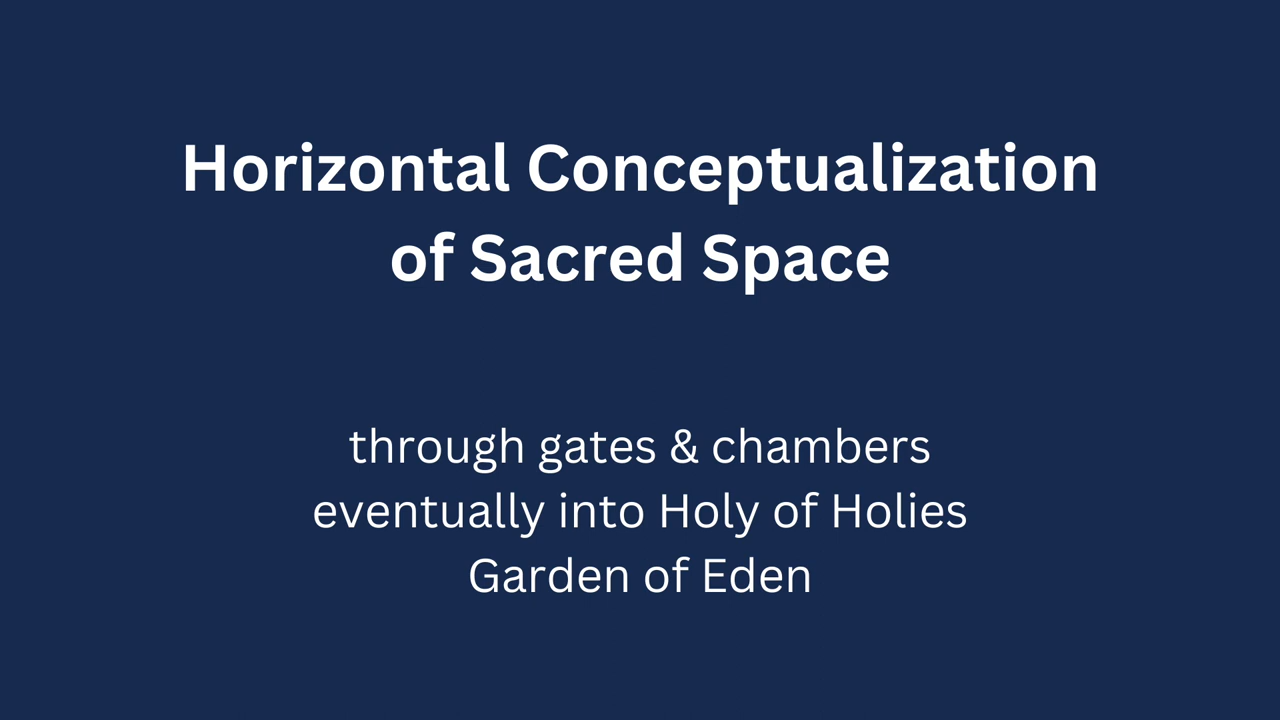 Horizontal Conceptualization
of Sacred Space
through gates & chambers
eventually into Holy of Holies
Garden of Eden